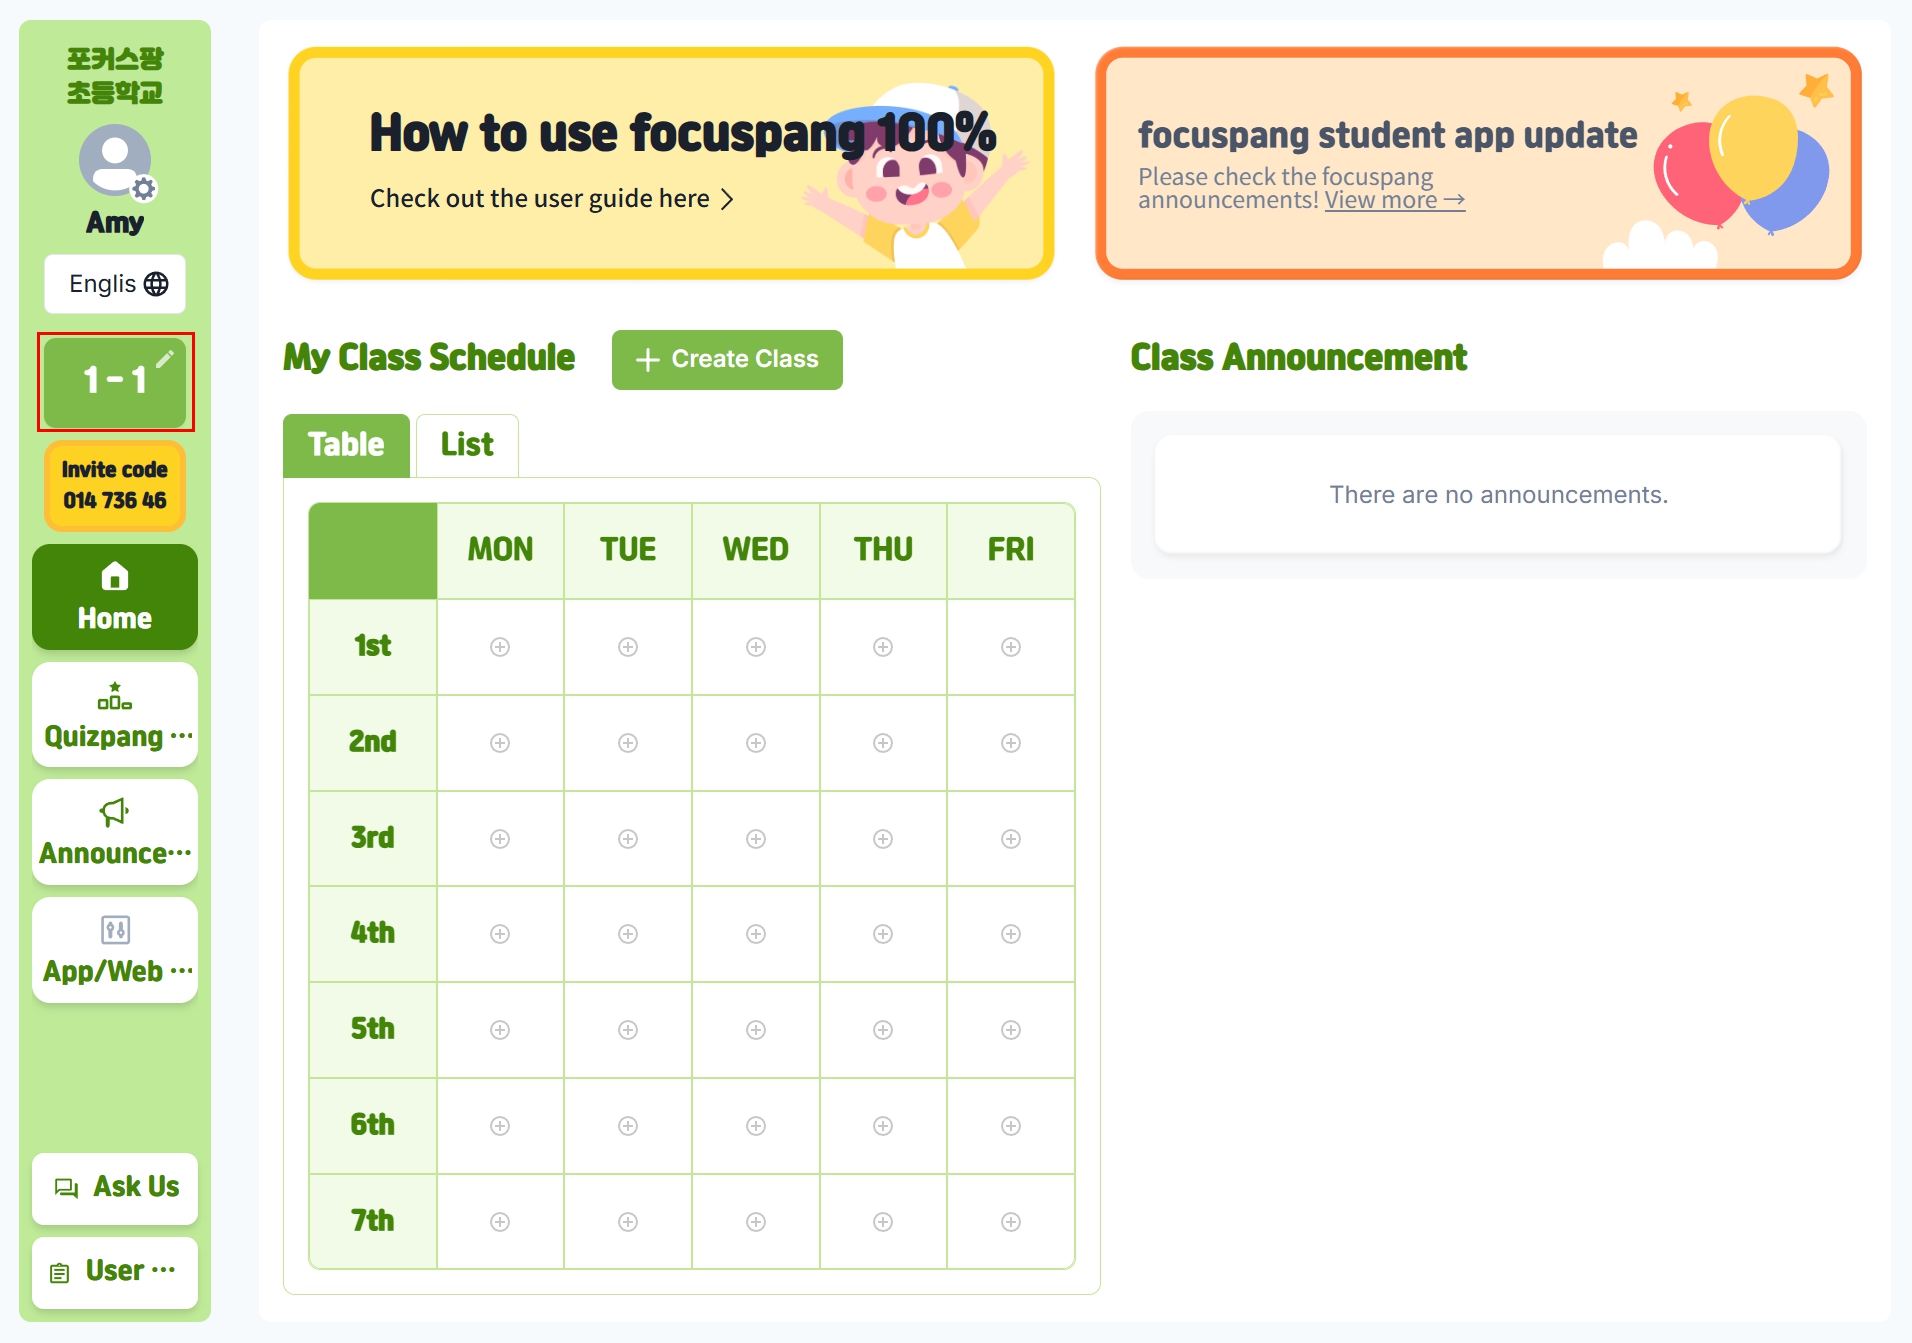 포커스팡
초등학교
Amy
Englis
1 - 1
Invite code
014 736 46
Home
Quizpang ···
Announce···
App/Web ···
Ask Us
User ···
How to use focuspang 100%
Check out the user guide here
focuspang student app update
Please check the focuspang
announcements! View more →
My Class Schedule
Create Class
Table
List
MON TUE WED THU FRI
1st
2nd
3rd
4th
5th
6th
7th
Class Announcement
There are no announcements.